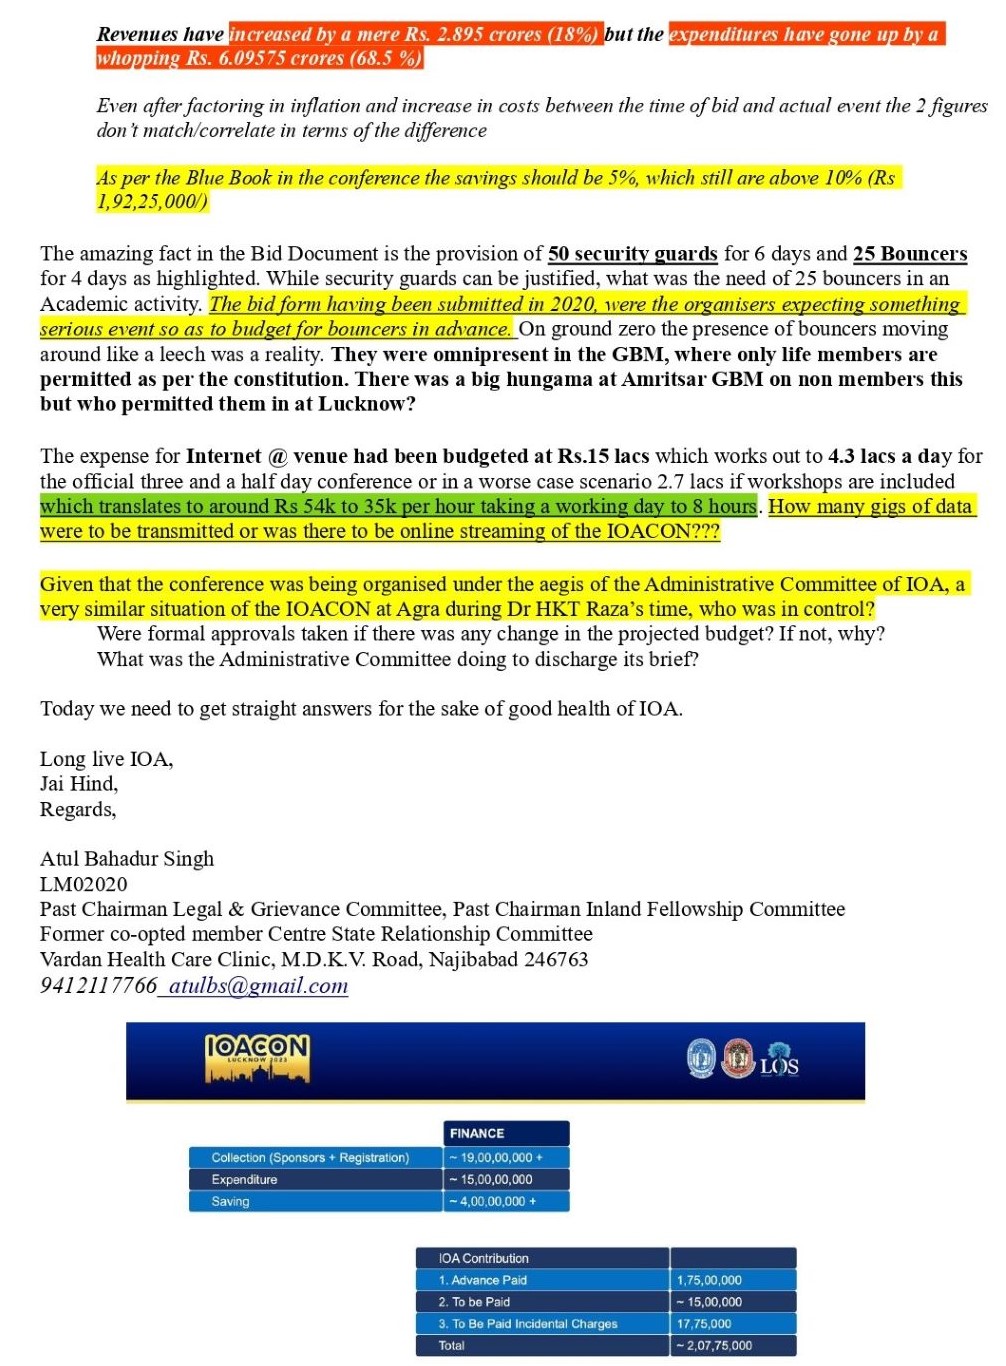 Revenues have increased by a mere Rs. 2.895 crores (18%) but the expenditures have gone up by a
whopping Rs. 6.09575 crores (68.5 %)
Even after factoring in inflation and increase in costs between the time of bid and actual event the 2 figures
don't match/correlate in terms of the difference
As per the Blue Book in the conference the savings should be 5%, which still are above 10% (Rs
1,92,25,000/)
The amazing fact in the Bid Document is the provision of 50 security guards for 6 days and 25 Bouncers
for 4 days as highlighted. While security guards can be justified, what was the need of 25 bouncers in an
Academic activity. The bid form having been submitted in 2020, were the organisers expecting something
serious event so as to budget for bouncers in advance. On ground zero the presence of bouncers moving
around like a leech was a reality. They were omnipresent in the GBM, where only life members are
permitted as per the constitution. There was a big hungama at Amritsar GBM on non members this
but who permitted them in at Lucknow?
The expense for Internet @ venue had been budgeted at Rs.15 lacs which works out to 4.3 lacs a day for
the official three and a half day conference or in a worse case scenario 2.7 lacs if workshops are included
which translates to around Rs 54k to 35k per hour taking a working day to 8 hours. How many gigs of data
were to be transmitted or was there to be online streaming of the IOACON???
Given that the conference was being organised under the aegis of the Administrative Committee of IOA, a
very similar situation of the IOACON at Agra during Dr HKT Raza's time, who was in control?
Were formal approvals taken if there was any change in the projected budget? If not, why?
What was the Administrative Committee doing to discharge its brief?
Today we need to get straight answers for the sake of good health of IOA.
Long live IOA,
Jai Hind,
Regards,
Atul Bahadur Singh
LM02020
Past Chairman Legal & Grievance Committee, Past Chairman Inland Fellowship Committee
Former co-opted member Centre State Relationship Committee
Vardan Health Care Clinic, M.D.K.V. Road, Najibabad 246763
9412117766 atulbs@gmail.com
IOACON
LUCKNOW 2023
LOS
FINANCE
Collection (Sponsors + Registration) ~ 19,00,00,000 +
Expenditure ~ 15,00,00,000
Saving ~ 4,00,00,000 +
IOA Contribution
1. Advance Paid 1,75,00,000
2. To be Paid ~ 15,00,000
3. To Be Paid Incidental Charges 17,75,000
Total ~ 2,07,75,000